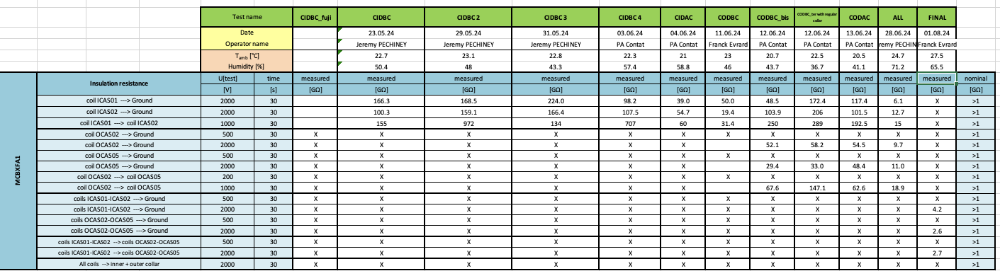 Test name CIDBC_fuji CIDBC CIDBC 2 CIDBC 3 CIDBC 4 CIDAC CODBC CODBC_bis CODBC_ter with regular collar CODAC ALL FINAL
Date 23.05.24 29.05.24 31.05.24 03.06.24 04.06.24 11.06.24 12.06.24 12.06.24 13.06.24 28.06.24 01.08.24
Operator name Jeremy PECHINEY Jeremy PECHINEY Jeremy PECHINEY PA Contat PA Contat Franck Evrard PA Contat PA Contat PA Contat remy PECHIN Franck Evrard
Tamb [°C] 22.7 23.1 22.8 22.3 21 23 20.7 22.5 20.5 24.7 27.5
Humidity [%] 50.4 48 43.3 57.4 58.8 46 43.7 36.7 41.1 71.2 65.5
Insulation resistance U[test] time measured measured measured measured measured measured measured measured measured measured measured measured nominal
[V] [s] [GΩ] [GΩ] [GΩ] [GΩ] [GΩ] [GΩ] [GΩ] [GΩ] [GΩ] [GΩ] [GΩ] [GΩ] [GΩ]
MCBXFA1
coil ICAS01 ---> Ground 2000 30 166.3 168.5 224.0 98.2 39.0 50.0 48.5 172.4 117.4 6.1 X >1
coil ICAS02 ---> Ground 2000 30 100.3 159.1 166.4 107.5 54.7 19.4 103.9 206 101.5 12.7 X >1
coil ICAS01 ---> coil ICAS02 1000 30 155 972 134 707 60 31.4 250 289 192.5 15 X >1
coil OCAS02 ---> Ground 500 30 X X X X X X X X X X X X >1
coil OCAS02 ---> Ground 2000 30 X X X X X X 52.1 58.2 54.5 9.7 X >1
coil OCAS05 ---> Ground 500 30 X X X X X X X X X X X X >1
coil OCAS05 ---> Ground 2000 30 X X X X X X 29.4 33.0 48.4 11.0 X >1
coil OCAS02 ---> coil OCAS05 200 30 X X X X X X X X X X X X >1
coil OCAS02 ---> coil OCAS05 1000 30 X X X X X X 67.6 147.1 62.6 18.9 X >1
coils ICAS01-ICAS02 ---> Ground 500 30 X X X X X X X X X X X X >1
coils ICAS01-ICAS02 ---> Ground 2000 30 X X X X X X X X X X X 4.2 >1
coils OCAS02-OCAS05 ---> Ground 500 30 X X X X X X X X X X X X >1
coils OCAS02-OCAS05 ---> Ground 2000 30 X X X X X X X X X X X 2.6 >1
coils ICAS01-ICAS02 --> coils OCAS02-OCAS05 500 30 X X X X X X X X X X X X >1
coils ICAS01-ICAS02 --> coils OCAS02-OCAS05 2000 30 X X X X X X X X X X X 2.7 >1
All coils --> inner + outer collar 2000 30 X X X X X X X X X X X X >1